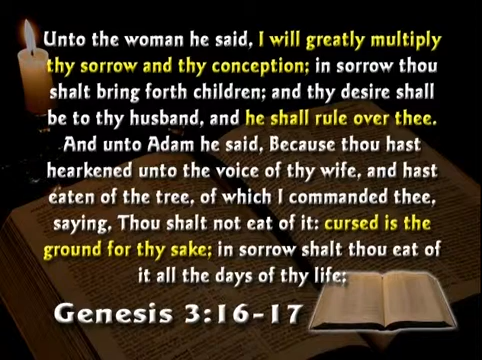 Unto the woman he said, I will greatly multiply
thy sorrow and thy conception; in sorrow thou
shalt bring forth children; and thy desire shall
be to thy husband, and he shall rule over thee.
And unto Adam he said, Because thou hast
hearkened unto the voice of thy wife, and hast
eaten of the tree, of which I commanded thee,
saying, Thou shalt not eat of it: cursed is the
ground for thy sake; in sorrow shalt thou eat of
it all the days of thy life;
Genesis 3:16-17